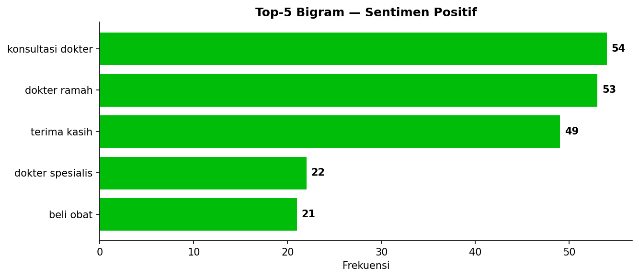 Top-5 Bigram — Sentimen Positif
konsultasi dokter 54
dokter ramah 53
terima kasih 49
dokter spesialis 22
beli obat 21
0 10 20 30 40 50
Frekuensi